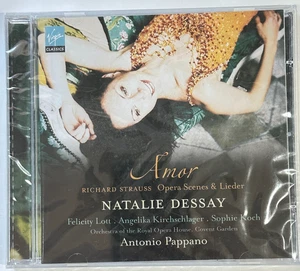 Virgin
CLASSICS
Amor
RICHARD STRAUSS Opera Scenes & Lieder
NATALIE DESSAY
Felicity Lott · Angelika Kirchschlager · Sophie Koch
Orchestra of the Royal Opera House, Covent Garden
Antonio Pappano